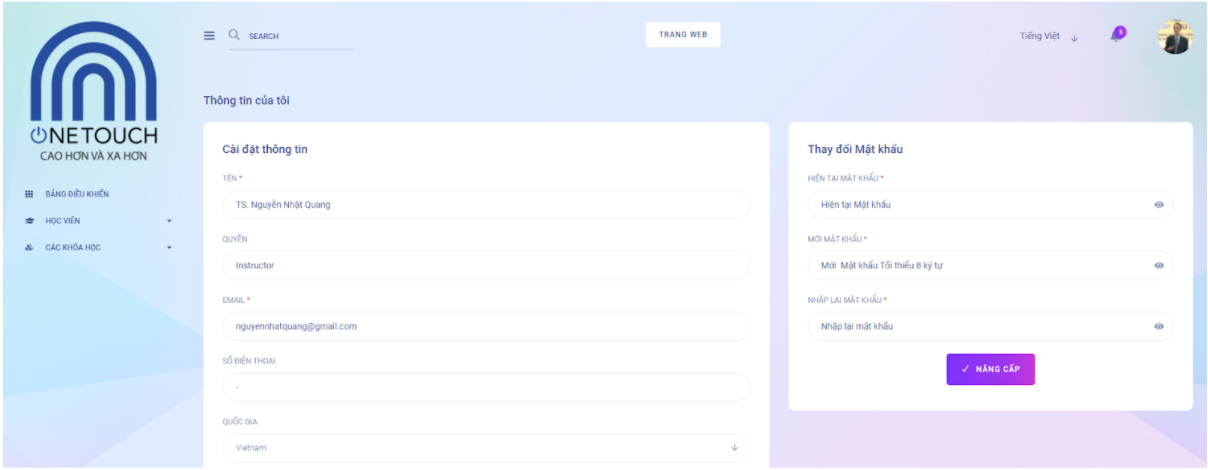 SEARCH
TRANG WEB
Tiếng Việt
5
ONETOUCH
CAO HƠN VÀ XA HƠN
BẢNG ĐIỀU KHIỂN
HỌC VIÊN
CÁC KHÓA HỌC
Thông tin của tôi
Cài đặt thông tin
TÊN *
TS. Nguyễn Nhật Quang
QUYỀN
Instructor
EMAIL *
nguyennhatquang@gmail.com
SỐ ĐIỆN THOẠI
-
QUỐC GIA
Vietnam
Thay đổi Mật khẩu
HIỆN TẠI MẬT KHẨU *
Hiện tại Mật khẩu
MỚI MẬT KHẨU *
Mới Mật khẩu Tối thiểu 8 ký tự
NHẬP LẠI MẬT KHẨU *
Nhập lại mật khẩu
✓ NÂNG CẤP